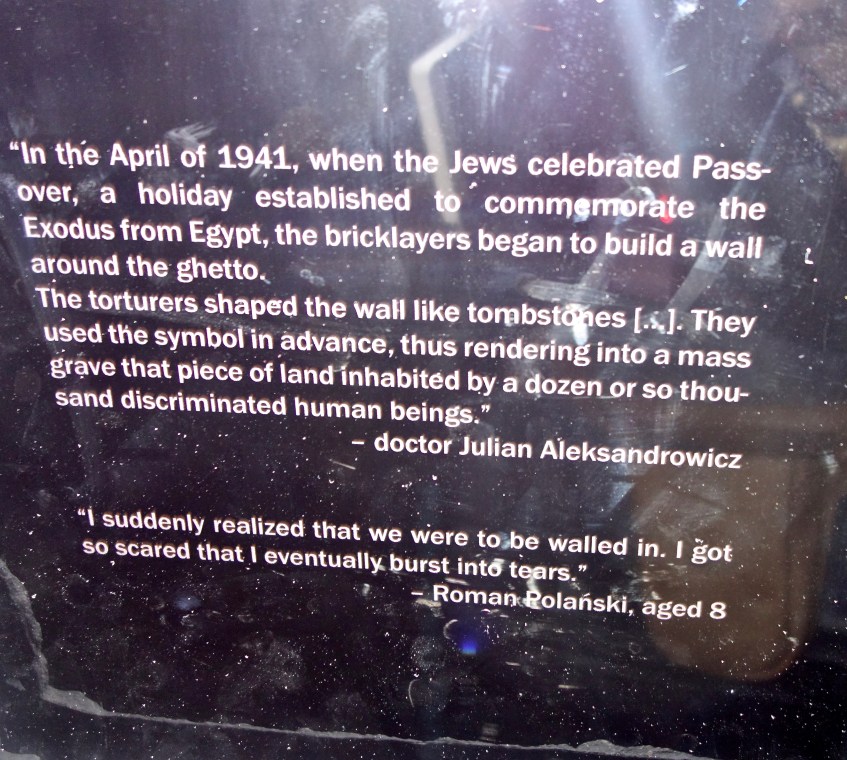 “In the April of 1941, when the Jews celebrated Pass-
over, a holiday established to commemorate the
Exodus from Egypt, the bricklayers began to build a wall
around the ghetto.
The torturers shaped the wall like tombstones [...]. They
used the symbol in advance, thus rendering into a mass
grave that piece of land inhabited by a dozen or so thou-
sand discriminated human beings.”
– doctor Julian Aleksandrowicz
“I suddenly realized that we were to be walled in. I got
so scared that I eventually burst into tears.”
– Roman Polański, aged 8